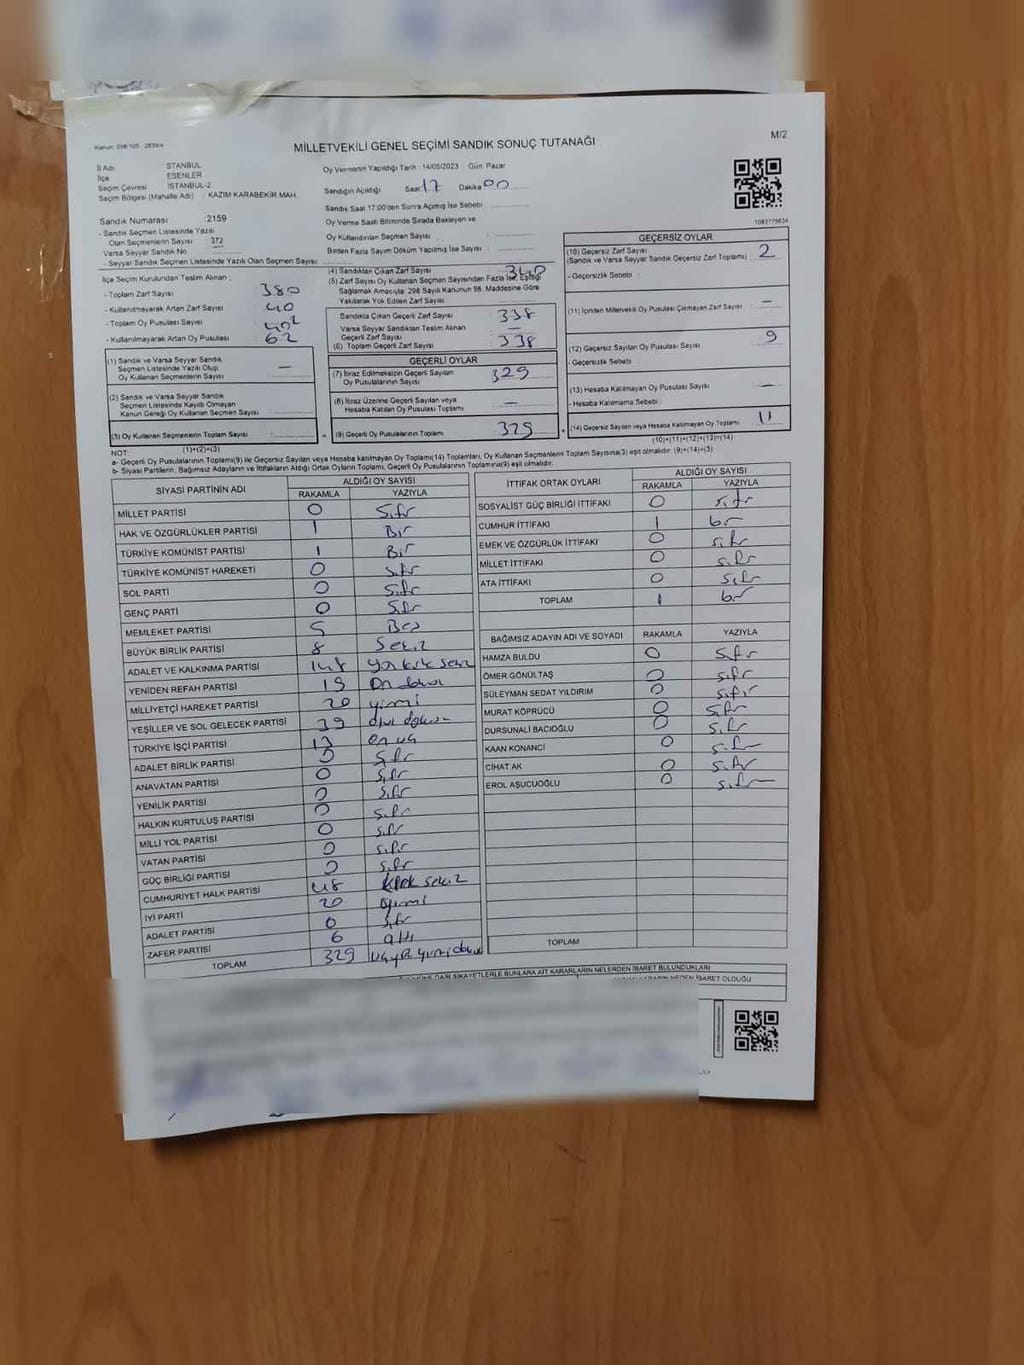 Kanun: 298/105 - 2839/4
MİLLETVEKİLİ GENEL SEÇİMİ SANDIK SONUÇ TUTANAĞI
M/2
İl Adı İSTANBUL
İlçe ESENLER
Seçim Çevresi İSTANBUL-2
Seçim Bölgesi (Mahalle Adı) : KAZIM KARABEKİR MAH.
Sandık Numarası :2159
- Sandık Seçmen Listesinde Yazılı
Olan Seçmenlerin Sayısı 372
Varsa Seyyar Sandık No :
- Seyyar Sandık Seçmen Listesinde Yazılı Olan Seçmen Sayısı:
Oy Vermenin Yapıldığı Tarih : 14/05/2023 Gün: Pazar
Sandığın Açıldığı Saat 17 Dakika 00
Sandık Saat 17:00'den Sonra Açılmış İse Sebebi :
Oy Verme Saati Bitiminde Sırada Bekleyen ve
Oy Kullandırılan Seçmen Sayısı :
Birden Fazla Sayım Döküm Yapılmış İse Sayısı :
1083775634
İlçe Seçim Kurulundan Teslim Alınan :
- Toplam Zarf Sayısı 380
- Kullanılmayarak Artan Zarf Sayısı 40
- Toplam Oy Pusulası Sayısı 402
- Kullanılmayarak Artan Oy Pusulası 62
(1) Sandık ve Varsa Seyyar Sandık
Seçmen Listesinde Yazılı Olup
Oy Kullanan Seçmenlerin Sayısı : —
(2) Sandık ve Varsa Seyyar Sandık
Seçmen Listesinde Kayıtlı Olmayan
Kanun Gereği Oy Kullanan Seçmen Sayısı :
(3) Oy Kullanan Seçmenlerin Toplam Sayısı :
(1)+(2)=(3)
(4) Sandıktan Çıkan Zarf Sayısı 340
(5) Zarf Sayısı Oy Kullanan Seçmen Sayısından Fazla İse, Eşitliği
Sağlamak Amacıyla; 298 Sayılı Kanunun 98. Maddesine Göre
Yakılarak Yok Edilen Zarf Sayısı
Sandıkta Çıkan Geçerli Zarf Sayısı : 338
Varsa Seyyar Sandıktan Teslim Alınan
Geçerli Zarf Sayısı : —
(6) Toplam Geçerli Zarf Sayısı : 338
GEÇERLİ OYLAR
(7) İtiraz Edilmeksizin Geçerli Sayılan
Oy Pusulalarının Sayısı : 329
(8) İtiraz Üzerine Geçerli Sayılan veya
Hesaba Katılan Oy Pusulası Toplamı : —
(9) Geçerli Oy Pusulalarının Toplamı : 329
GEÇERSİZ OYLAR
(10) Geçersiz Zarf Sayısı
(Sandık ve Varsa Seyyar Sandık Geçersiz Zarf Toplamı) : 2
- Geçersizlik Sebebi :
(11) İçinden Milletvekili Oy Pusulası Çıkmayan Zarf Sayısı : —
(12) Geçersiz Sayılan Oy Pusulası Sayısı : 9
- Geçersizlik Sebebi :
(13) Hesaba Katılmayan Oy Pusulası Sayısı : —
- Hesaba Katılmama Sebebi :
(14) Geçersiz Sayılan veya Hesaba Katılmayan Oy Toplamı : 11
(10)+(11)+(12)+(13)=(14)
NOT:
a- Geçerli Oy Pusulalarının Toplamı(9) ile Geçersiz Sayılan veya Hesaba katılmayan Oy Toplamı(14) Toplamları, Oy Kullanan Seçmenlerin Toplam Sayısına(3) eşit olmalıdır. (9)+(14)=(3)
b- Siyasi Partilerin, Bağımsız Adayların ve İttifakların Aldığı Ortak Oyların Toplamı, Geçerli Oy Pusulalarının Toplamına(9) eşit olmalıdır.
SİYASİ PARTİNİN ADI ALDIĞI OY SAYISI
RAKAMLA YAZIYLA
MİLLET PARTİSİ 0 Sıfır
HAK VE ÖZGÜRLÜKLER PARTİSİ 1 Bir
TÜRKİYE KOMÜNİST PARTİSİ 1 Bir
TÜRKİYE KOMÜNİST HAREKETİ 0 Sıfır
SOL PARTİ 0 Sıfır
GENÇ PARTİ 0 Sıfır
MEMLEKET PARTİSİ 5 Beş
BÜYÜK BİRLİK PARTİSİ 8 Sekiz
ADALET VE KALKINMA PARTİSİ 148 yüz kırk sekiz
YENİDEN REFAH PARTİSİ 19 On dokuz
MİLLİYETÇİ HAREKET PARTİSİ 20 yirmi
YEŞİLLER VE SOL GELECEK PARTİSİ 39 otuz dokuz
TÜRKİYE İŞÇİ PARTİSİ 13 on üç
ADALET BİRLİK PARTİSİ 0 Sıfır
ANAVATAN PARTİSİ 0 Sıfır
YENİLİK PARTİSİ 0 Sıfır
HALKIN KURTULUŞ PARTİSİ 0 Sıfır
MİLLİ YOL PARTİSİ 0 Sıfır
VATAN PARTİSİ 0 Sıfır
GÜÇ BİRLİĞİ PARTİSİ 0 Sıfır
CUMHURİYET HALK PARTİSİ 48 kırk sekiz
İYİ PARTİ 20 yirmi
ADALET PARTİSİ 0 Sıfır
ZAFER PARTİSİ 6 altı
TOPLAM 329 üçyüz yirmi dokuz
İTTİFAK ORTAK OYLARI ALDIĞI OY SAYISI
RAKAMLA YAZIYLA
SOSYALİST GÜÇ BİRLİĞİ İTTİFAKI 0 sıfır
CUMHUR İTTİFAKI 1 bir
EMEK VE ÖZGÜRLÜK İTTİFAKI 0 sıfır
MİLLET İTTİFAKI 0 sıfır
ATA İTTİFAKI 0 sıfır
TOPLAM 1 bir
BAĞIMSIZ ADAYIN ADI VE SOYADI RAKAMLA YAZIYLA
HAMZA BULDU 0 sıfır
ÖMER GÖNÜLTAŞ 0 sıfır
SÜLEYMAN SEDAT YILDIRIM 0 sıfır
MURAT KÖPRÜCÜ 0 sıfır
DURSUNALİ BACIOĞLU 0 sıfır
KAAN KONANCİ 0 sıfır
CİHAT AK 0 sıfır
EROL AŞUCUOĞLU 0 sıfır
TOPLAM
DAİR ŞİKAYETLERLE BUNLARA AİT KARARLARIN NELERDEN İBARET BULUNDUKLARI
KARARIN NEDEN İBARET OLDUĞU